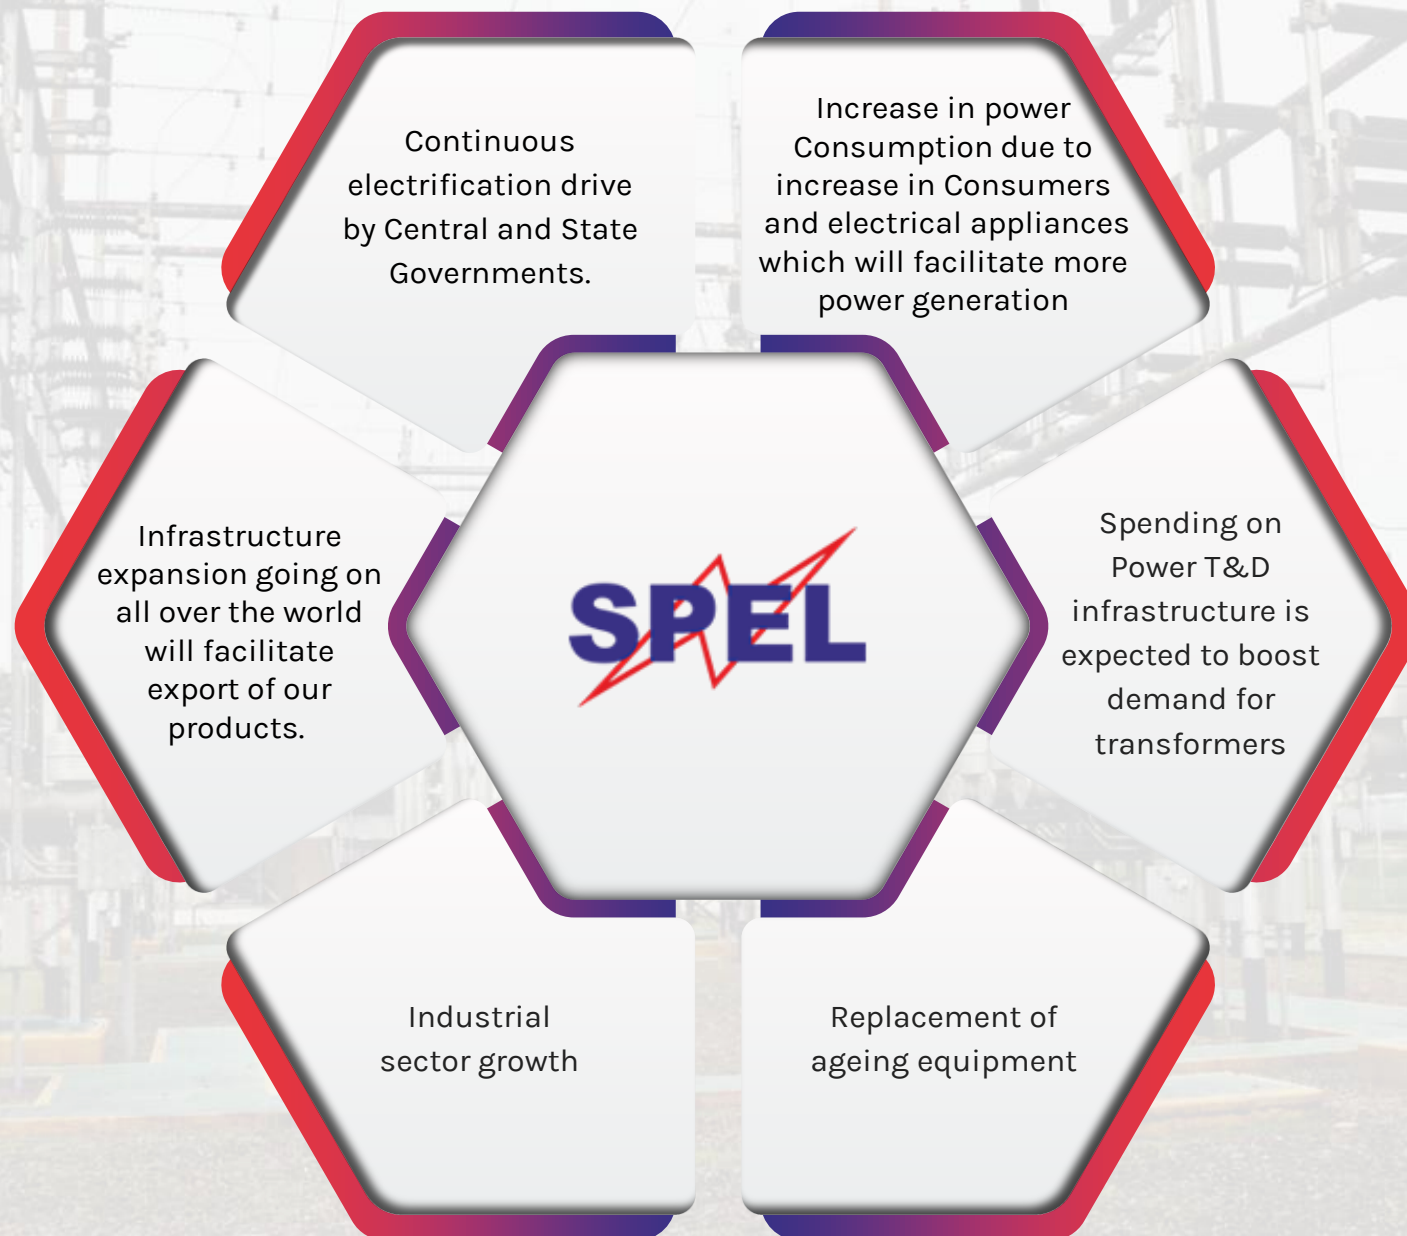 Continuous
electrification drive
by Central and State
Governments.
Increase in power
Consumption due to
increase in Consumers
and electrical appliances
which will facilitate more
power generation
Infrastructure
expansion going on
all over the world
will facilitate
export of our
products.
SPEL
Spending on
Power T&D
infrastructure is
expected to boost
demand for
transformers
Industrial
sector growth
Replacement of
ageing equipment